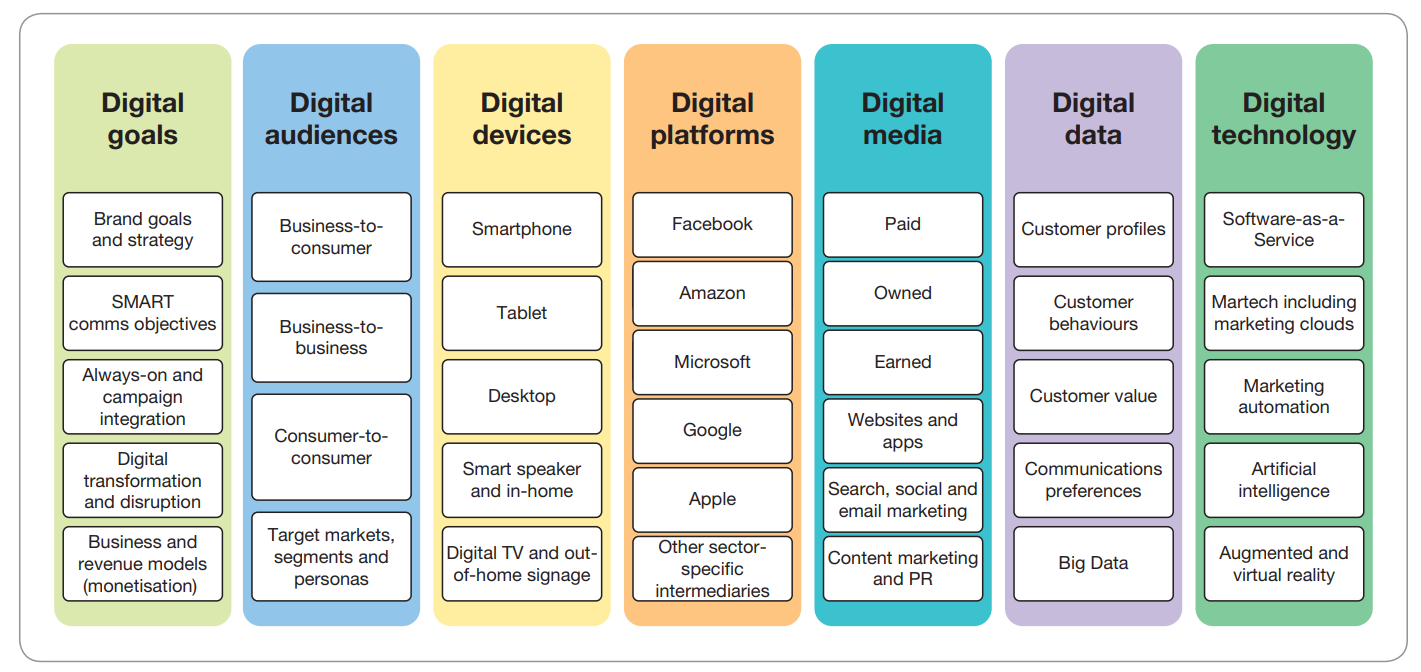 Digital
goals
Brand goals
and strategy
SMART
comms objectives
Always-on and
campaign
integration
Digital
transformation
and disruption
Business and
revenue models
(monetisation)
Digital
audiences
Business-to-
consumer
Business-to-
business
Consumer-to-
consumer
Target markets,
segments and
personas
Digital
devices
Smartphone
Tablet
Desktop
Smart speaker
and in-home
Digital TV and out-
of-home signage
Digital
platforms
Facebook
Amazon
Microsoft
Google
Apple
Other sector-
specific
intermediaries
Digital
media
Paid
Owned
Earned
Websites and
apps
Search, social and
email marketing
Content marketing
and PR
Digital
data
Customer profiles
Customer
behaviours
Customer value
Communications
preferences
Big Data
Digital
technology
Software-as-a-
Service
Martech including
marketing clouds
Marketing
automation
Artificial
intelligence
Augmented and
virtual reality